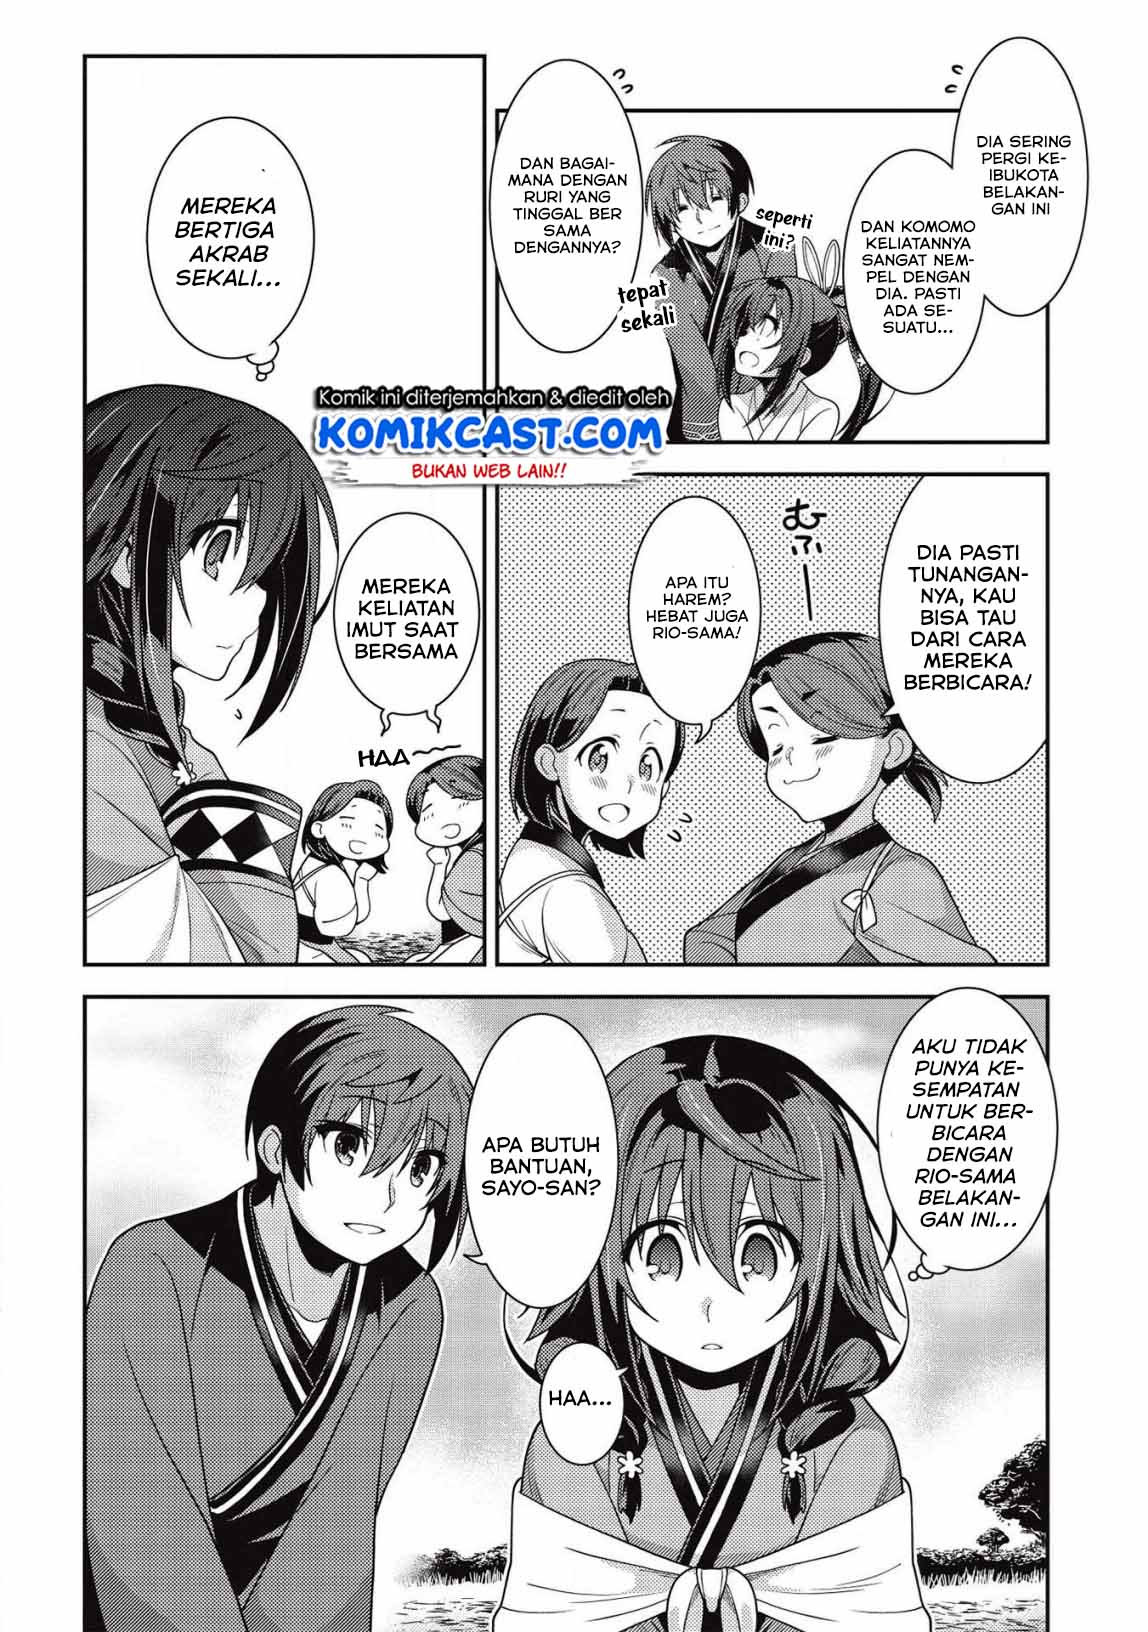 DIA SERING
PERGI KE-
IBUKOTA
BELAKAN-
GAN INI
DAN KOMOMO
KELIATANNYA
SANGAT NEM-
PEL DENGAN
DIA. PASTI
ADA SE-
SUATU...
seperti
ini?
tepat
sekali
DAN BAGAI-
MANA DENGAN
RURI YANG
TINGGAL BER
SAMA
DENGANNYA?
MEREKA
BERTIGA
AKRAB
SEKALI...
Komik ini diterjemahkan & diedit oleh
KOMIKCAST.COM
BUKAN WEB LAIN!!
DIA PASTI
TUNANGAN-
NYA, KAU
BISA TAU
DARI CARA
MEREKA
BERBICARA!
むふー
APA ITU
HAREM?
HEBAT JUGA
RIO-SAMA!
MEREKA
KELIATAN
IMUT SAAT
BERSAMA
HAA~
AKU TIDAK
PUNYA KE-
SEMPATAN
UNTUK BER-
BICARA
DENGAN
RIO-SAMA
BELAKAN-
GAN INI...
APA BUTUH
BANTUAN,
SAYO-SAN?
HAA...